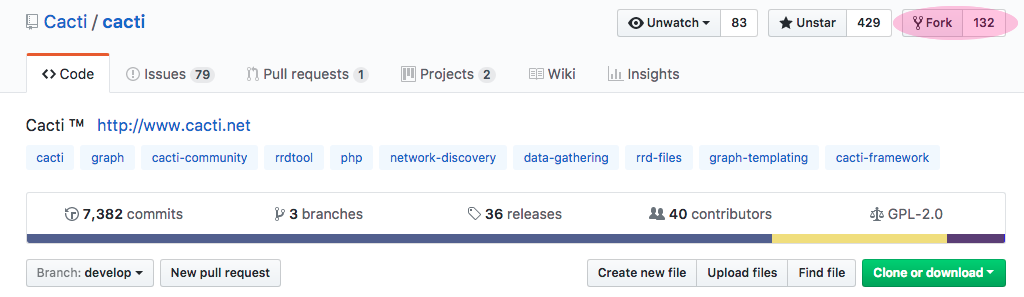 Cacti / cacti Unwatch 83 Unstar 429 Fork 132
Code Issues 79 Pull requests 1 Projects 2 Wiki Insights
Cacti ™ http://www.cacti.net
cacti graph cacti-community rrdtool php network-discovery data-gathering rrd-files graph-templating cacti-framework
7,382 commits 3 branches 36 releases 40 contributors GPL-2.0
Branch: develop New pull request Create new file Upload files Find file Clone or download